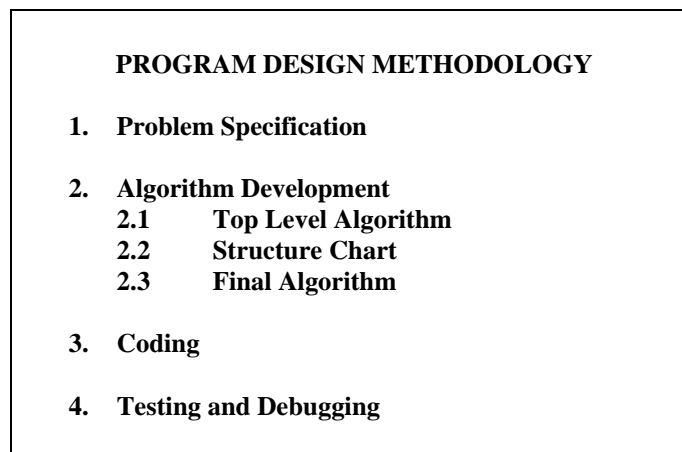 PROGRAM DESIGN METHODOLOGY
1. Problem Specification
2. Algorithm Development
2.1 Top Level Algorithm
2.2 Structure Chart
2.3 Final Algorithm
3. Coding
4. Testing and Debugging